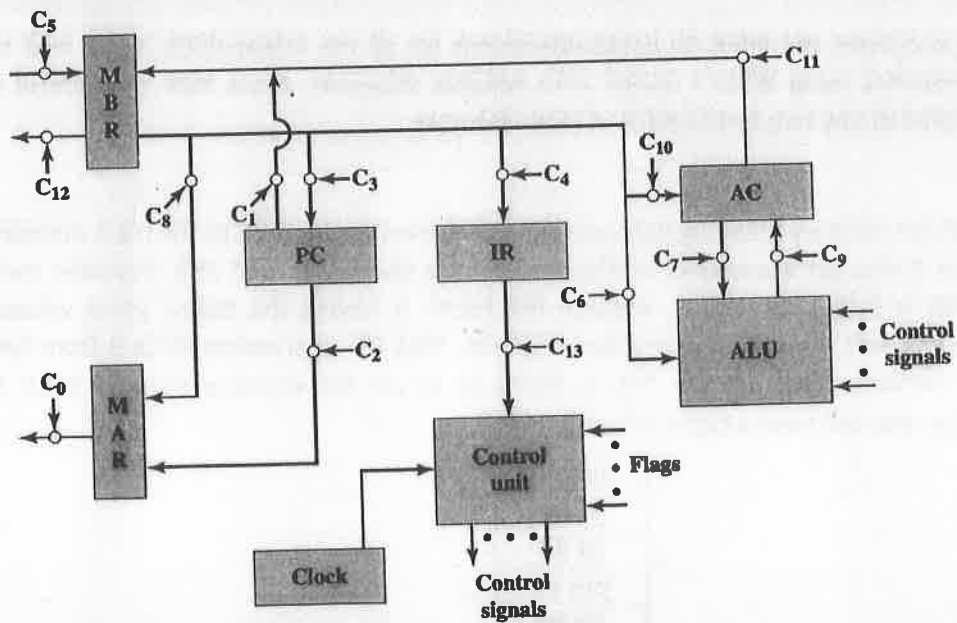 C5
C11
M
B
R
C12
C8
C1
C3
C4
C10
AC
PC
IR
C7
C9
C6
C2
C13
ALU
Control
signals
C0
M
A
R
Control
unit
Flags
Clock
Control
signals